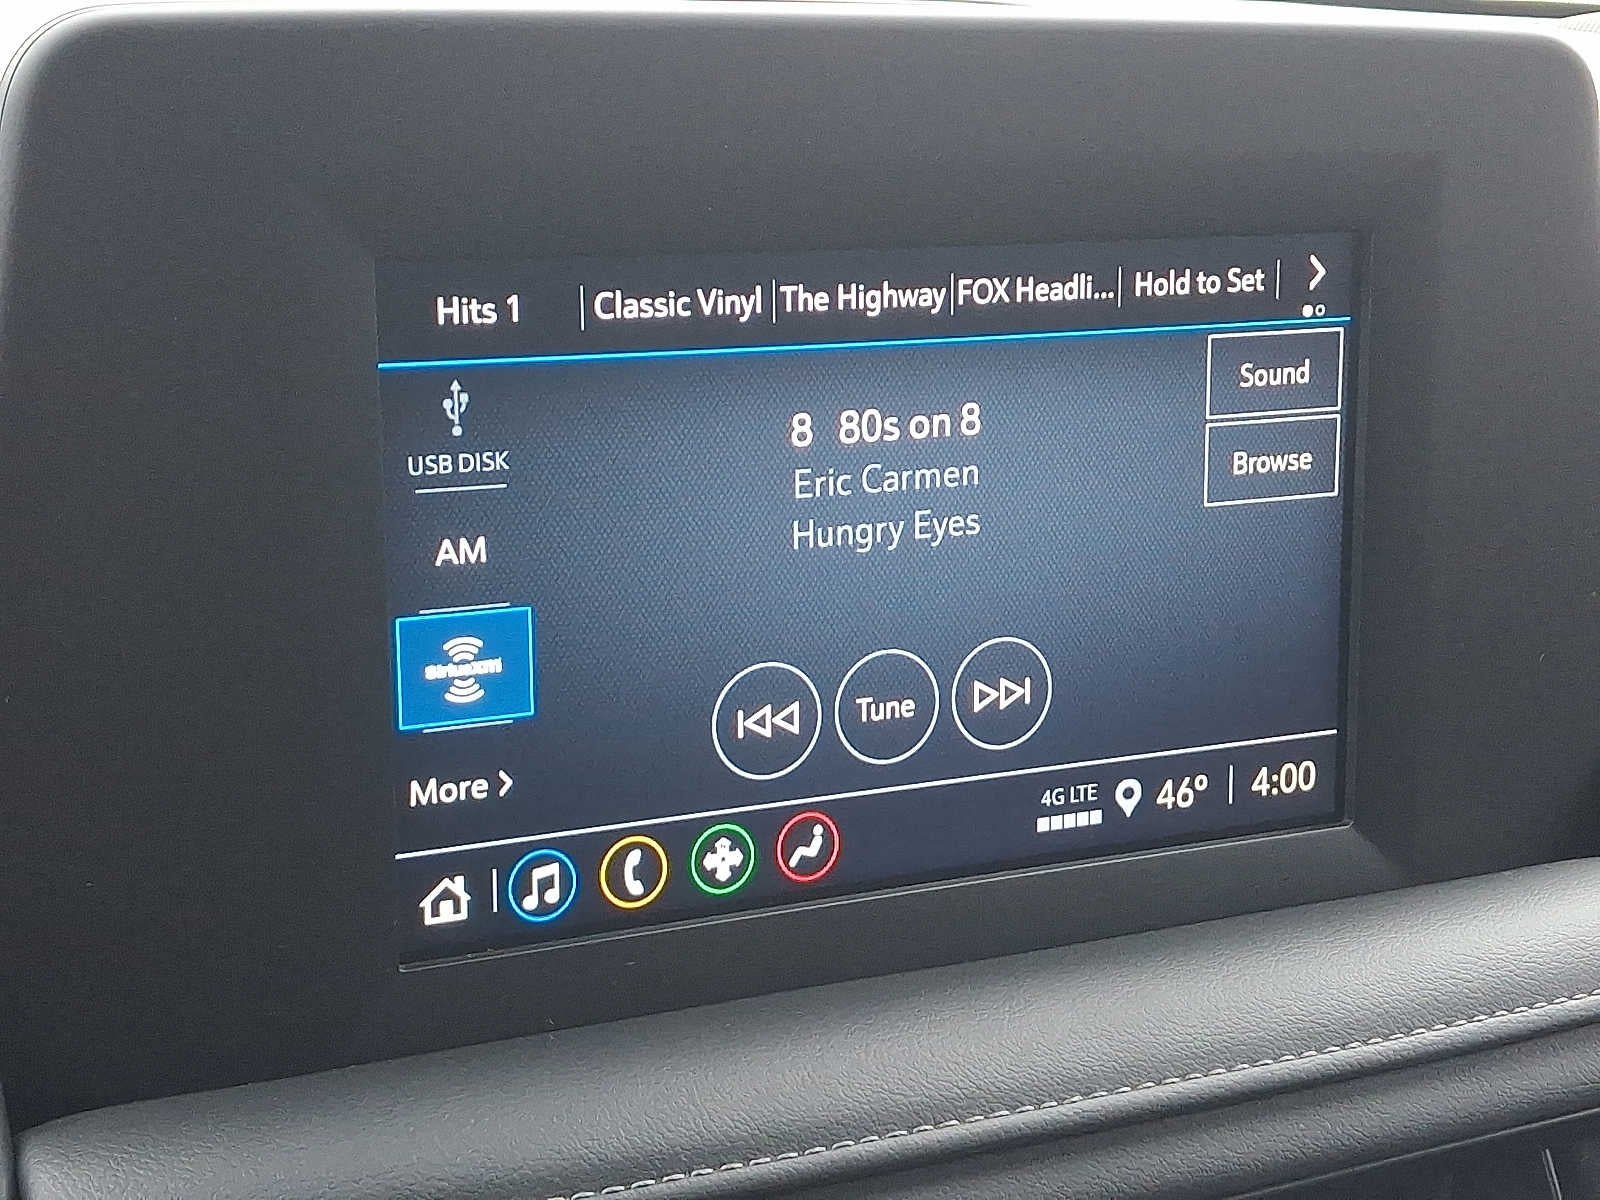 Hits 1 Classic Vinyl The Highway FOX Headli... Hold to Set
Sound
8 80s on 8
USB DISK
Eric Carmen
Browse
Hungry Eyes
AM
SiriusXM
Tune
More
4G LTE 46° 4:00